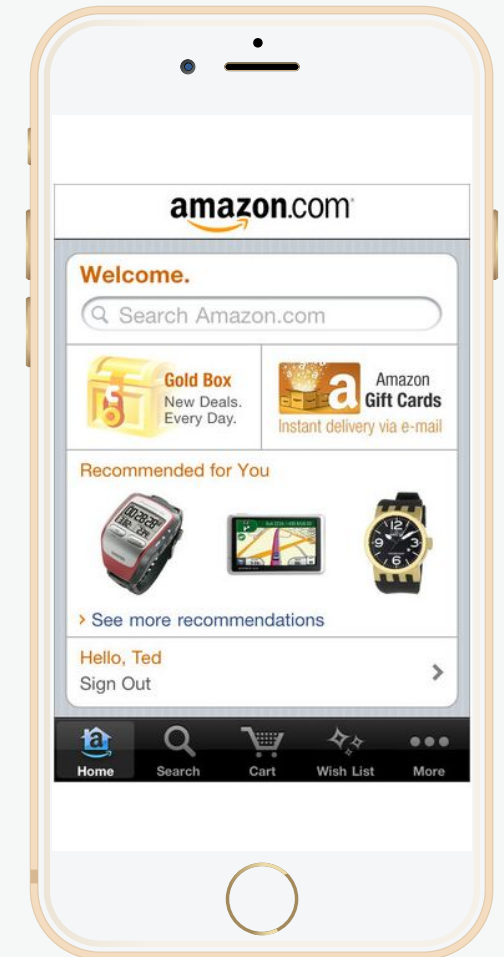 amazon.com
Welcome.
Search Amazon.com
Gold Box
New Deals.
Every Day.
a
Amazon
Gift Cards
Instant delivery via e-mail
Recommended for You
> See more recommendations
Hello, Ted
Sign Out
Home
Search
Cart
Wish List
More